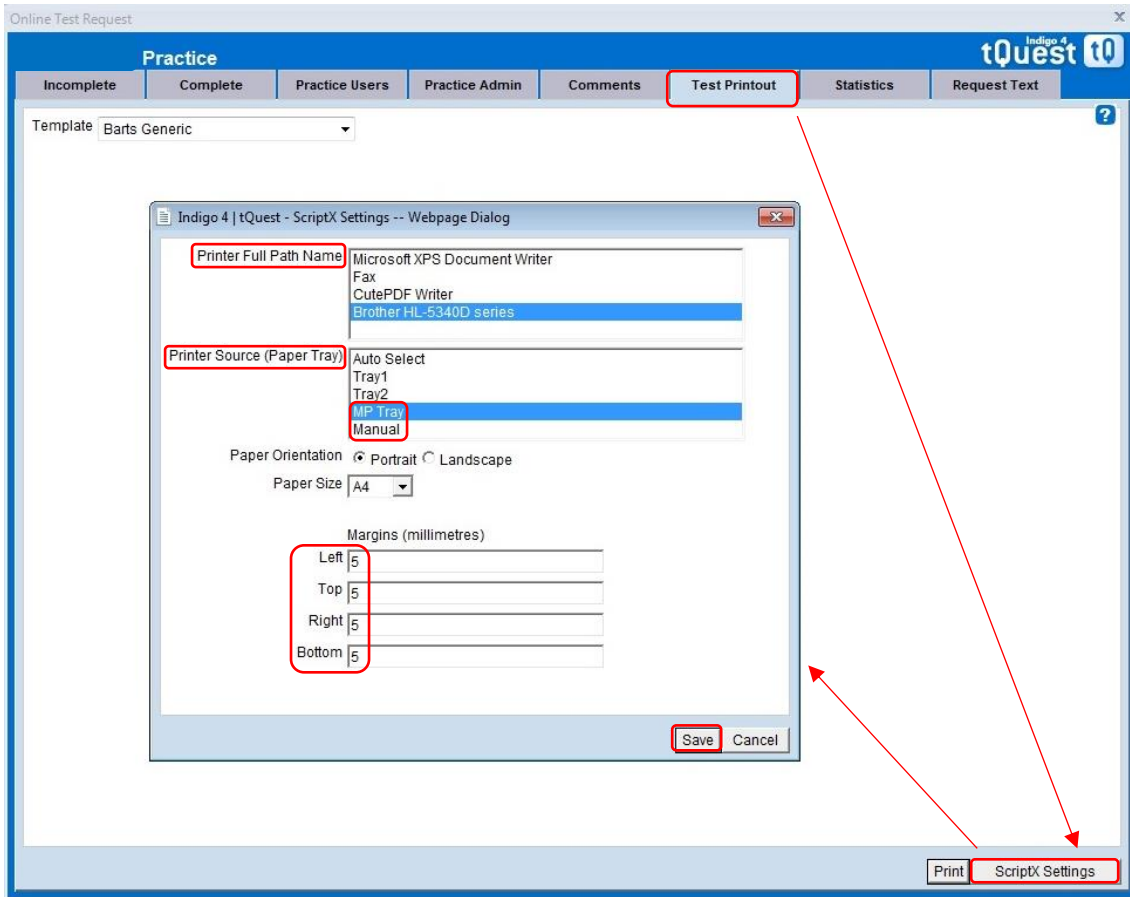 Online Test Request
x
Practice
Indigo 4
tQuest tQ
Incomplete Complete Practice Users Practice Admin Comments Test Printout Statistics Request Text
?
Template Barts Generic
Indigo 4 | tQuest - ScriptX Settings -- Webpage Dialog
Printer Full Path Name
Microsoft XPS Document Writer
Fax
CutePDF Writer
Brother HL-5340D series
Printer Source (Paper Tray)
Auto Select
Tray1
Tray2
MP Tray
Manual
Paper Orientation Portrait Landscape
Paper Size A4
Margins (millimetres)
Left 5
Top 5
Right 5
Bottom 5
Save Cancel
Print ScriptX Settings